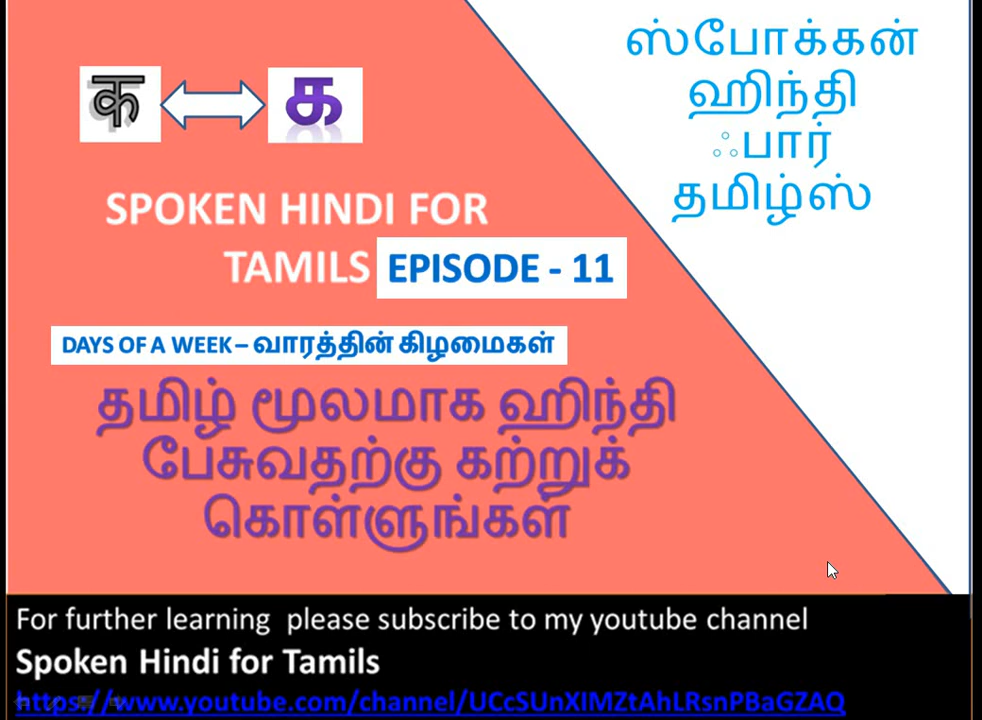 क க
ஸ்போக்கன்
ஹிந்தி
ஃபார்
தமிழ்ஸ்
SPOKEN HINDI FOR
TAMILS EPISODE - 11
DAYS OF A WEEK – வாரத்தின் கிழமைகள்
தமிழ் மூலமாக ஹிந்தி
பேசுவதற்கு கற்றுக்
கொள்ளுங்கள்
For further learning please subscribe to my youtube channel
Spoken Hindi for Tamils
https://www.youtube.com/channel/UCcSUnXIMZtAhLRsnPBaGZAQ